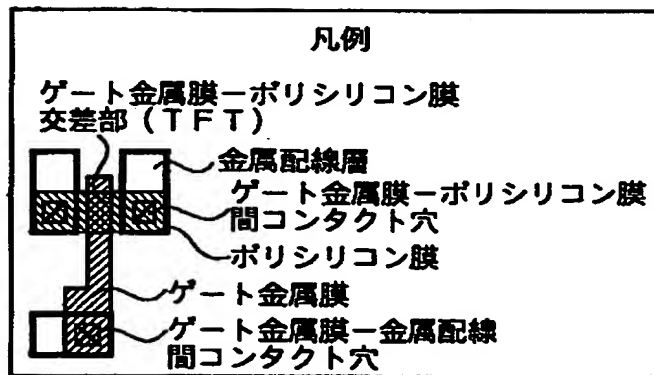 凡例
ゲート金属膜ーポリシリコン膜
交差部（TFT）
金属配線層
ゲート金属膜ーポリシリコン膜
間コンタクト穴
ポリシリコン膜
ゲート金属膜
ゲート金属膜ー金属配線
間コンタクト穴